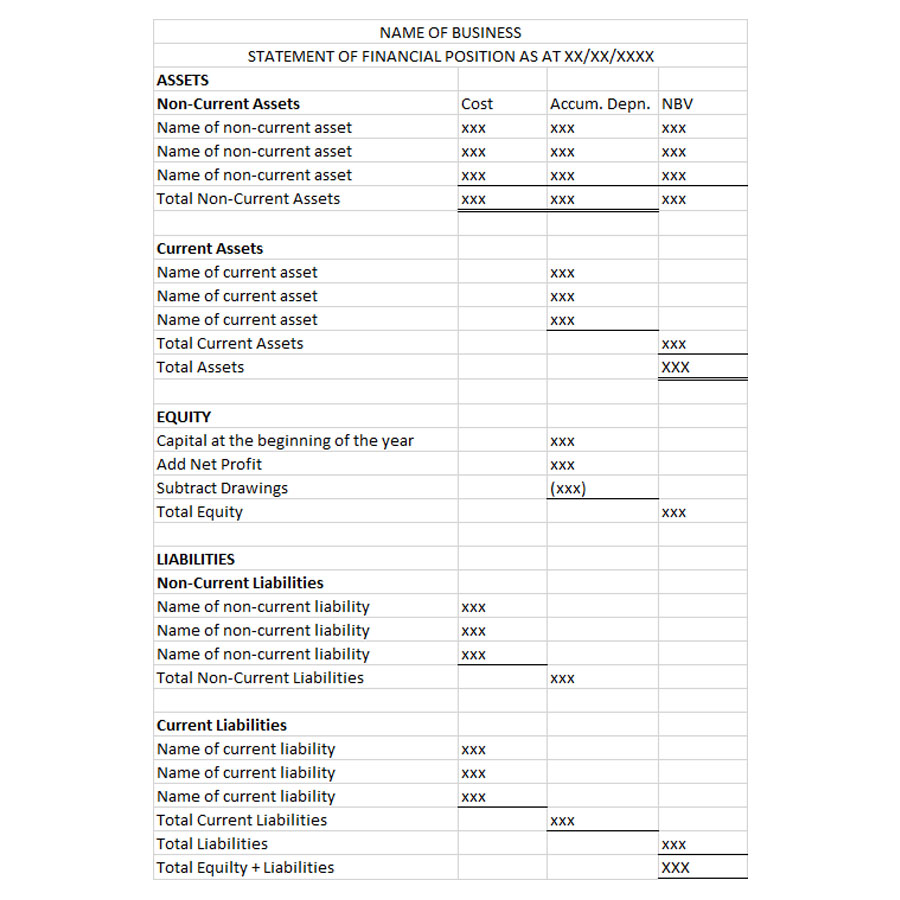 NAME OF BUSINESS
STATEMENT OF FINANCIAL POSITION AS AT XX/XX/XXXX
ASSETS
Non-Current Assets Cost Accum. Depn. NBV
Name of non-current asset xxx xxx xxx
Name of non-current asset xxx xxx xxx
Name of non-current asset xxx xxx xxx
Total Non-Current Assets xxx xxx xxx
Current Assets
Name of current asset xxx
Name of current asset xxx
Name of current asset xxx
Total Current Assets xxx
Total Assets XXX
EQUITY
Capital at the beginning of the year xxx
Add Net Profit xxx
Subtract Drawings (xxx)
Total Equity xxx
LIABILITIES
Non-Current Liabilities
Name of non-current liability xxx
Name of non-current liability xxx
Name of non-current liability xxx
Total Non-Current Liabilities xxx
Current Liabilities
Name of current liability xxx
Name of current liability xxx
Name of current liability xxx
Total Current Liabilities xxx
Total Liabilities xxx
Total Equilty + Liabilities XXX